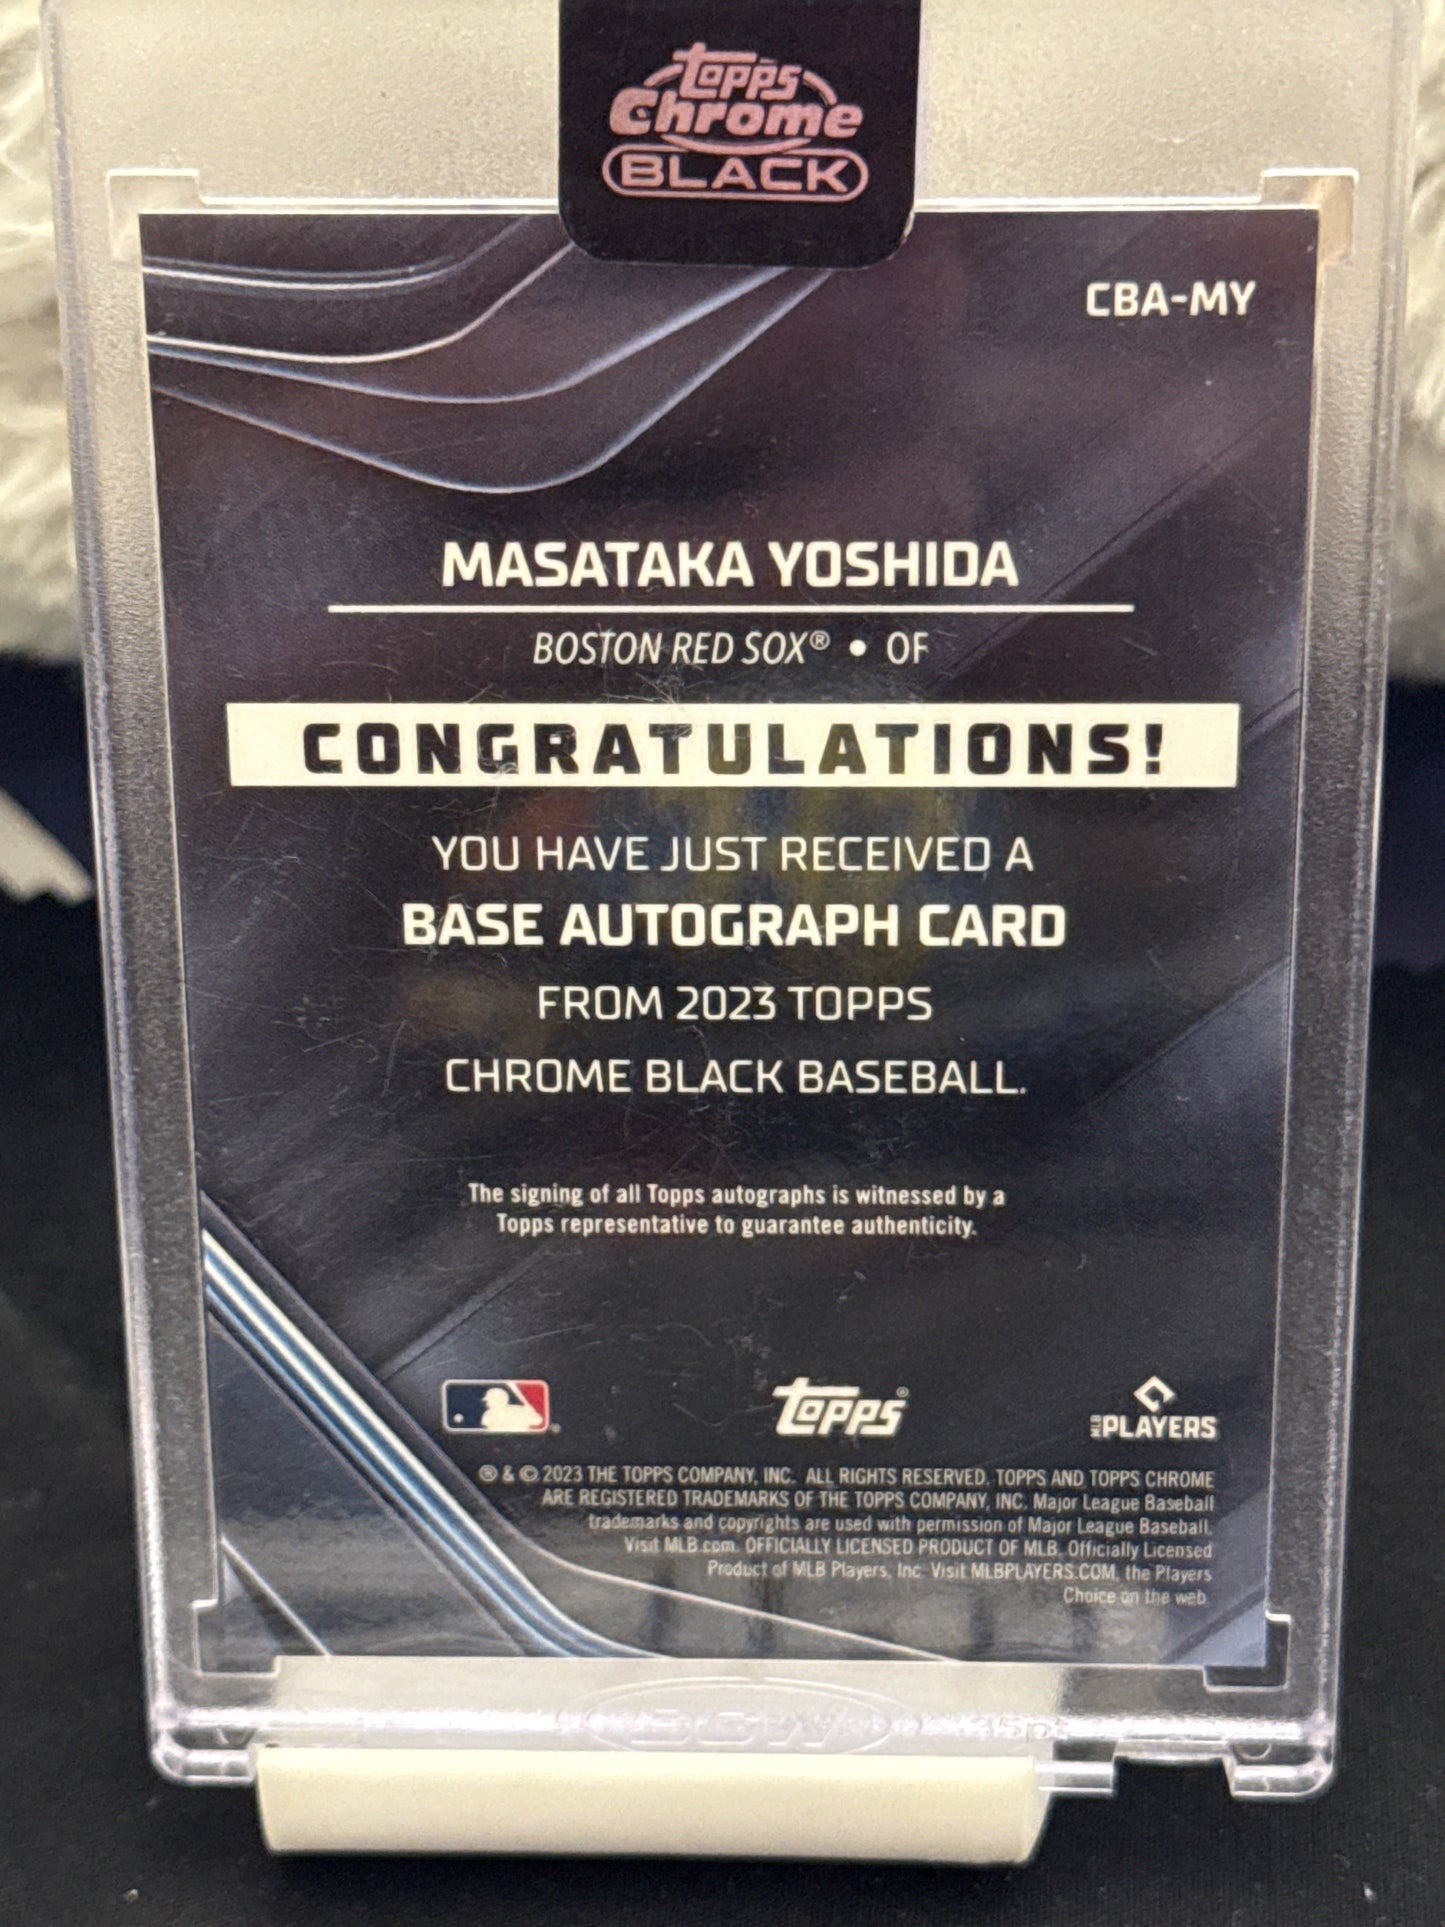 topps
Chrome
BLACK
CBA-MY
MASATAKA YOSHIDA
BOSTON RED SOX® • OF
CONGRATULATIONS!
YOU HAVE JUST RECEIVED A
BASE AUTOGRAPH CARD
FROM 2023 TOPPS
CHROME BLACK BASEBALL.
The signing of all Topps autographs is witnessed by a
Topps representative to guarantee authenticity.
topps®
MLB PLAYERS
® & © 2023 THE TOPPS COMPANY, INC. ALL RIGHTS RESERVED. TOPPS AND TOPPS CHROME
ARE REGISTERED TRADEMARKS OF THE TOPPS COMPANY, INC. Major League Baseball
trademarks and copyrights are used with permission of Major League Baseball.
Visit MLB.com. OFFICIALLY LICENSED PRODUCT OF MLB. Officially Licensed
Product of MLB Players, Inc. Visit MLBPLAYERS.COM, the Players
Choice on the web.
35pt